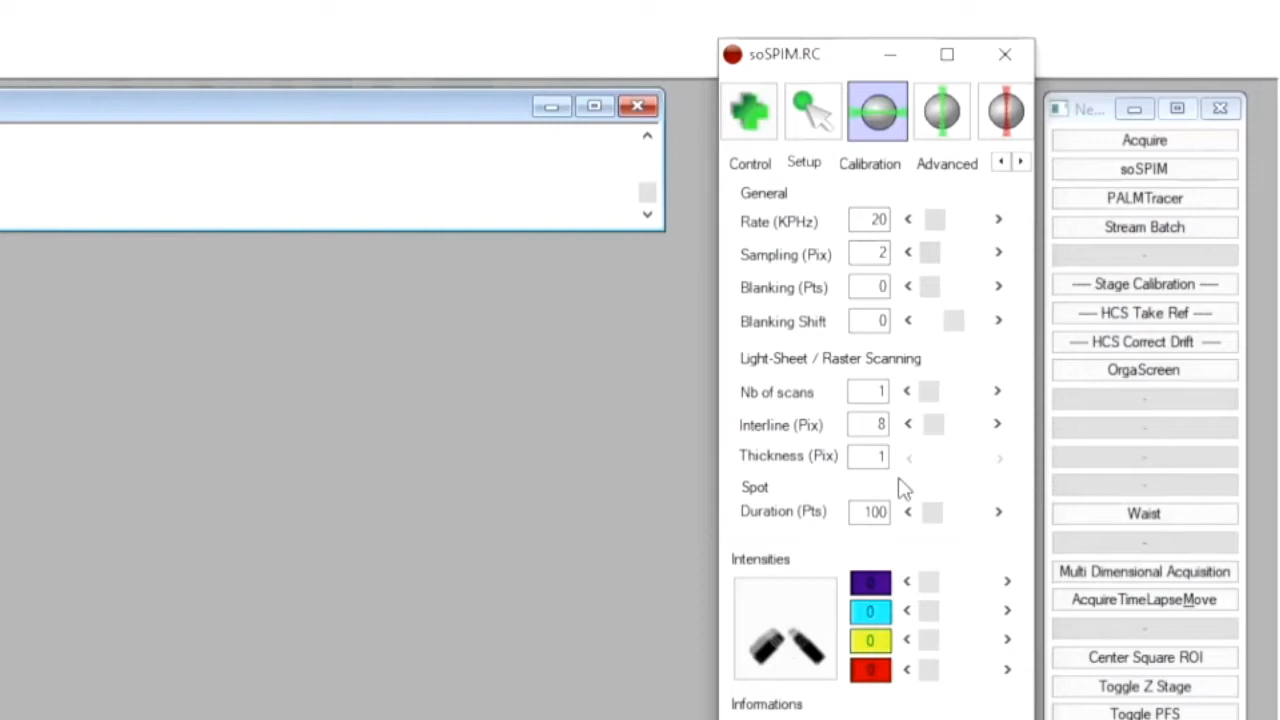 soSPIM.RC
Control
Setup
Calibration
Advanced
General
Rate (KPHz) 20
Sampling (Pix) 2
Blanking (Pts) 0
Blanking Shift 0
Light-Sheet / Raster Scanning
Nb of scans 1
Interline (Pix) 8
Thickness (Pix) 1
Spot
Duration (Pts) 100
Intensities
0
0
0
0
Informations
Ne...
Acquire
soSPIM
PALMTracer
Stream Batch
-
---- Stage Calibration ----
---- HCS Take Ref ----
---- HCS Correct Drift ----
OrgaScreen
-
-
-
-
Waist
-
Multi Dimensional Acquisition
AcquireTimeLapseMove
-
Center Square ROI
Toggle Z Stage
Toggle PFS